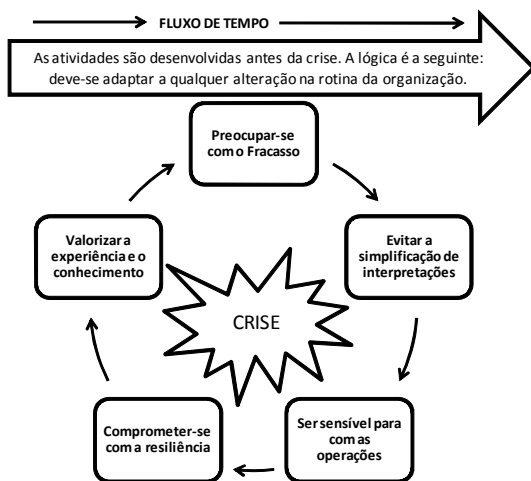 FLUXO DE TEMPO
As atividades são desenvolvidas antes da crise. A lógica é a seguinte:
deve-se adaptar a qualquer alteração na rotina da organização.
Preocupar-se
com o Fracasso
Evitar a
simplificação de
interpretações
Ser sensível para
com as
operações
Comprometer-se
com a resiliência
Valorizar a
experiência e o
conhecimento
CRISE